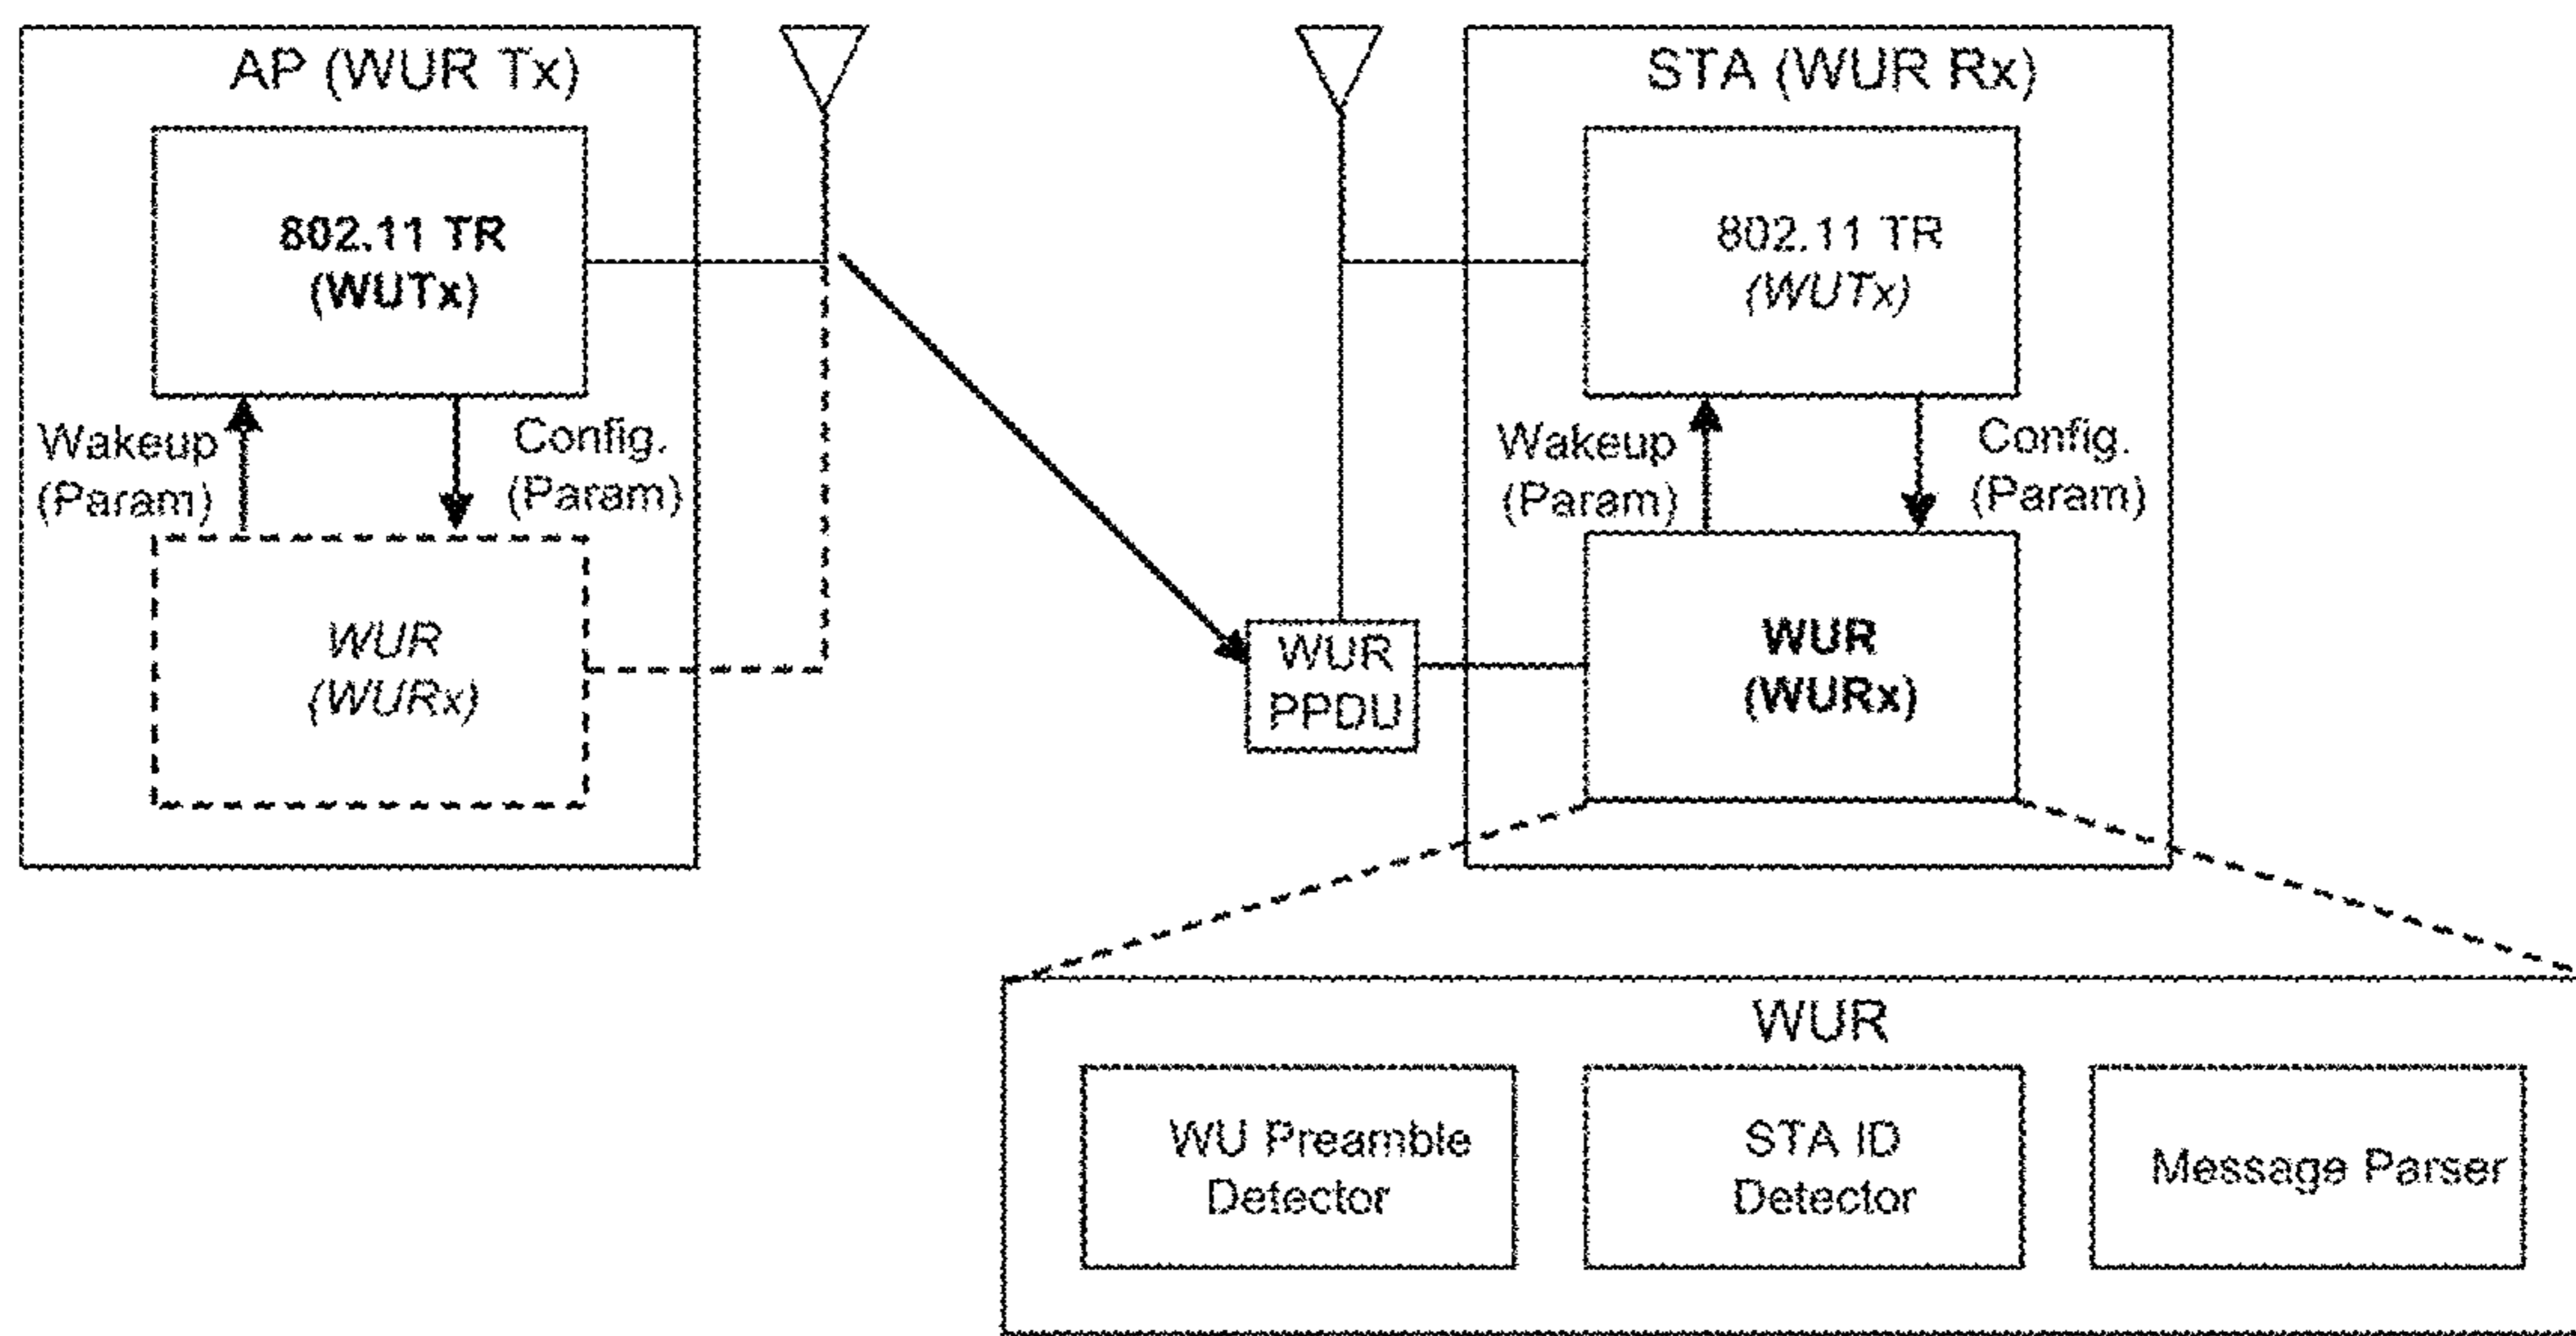 AP (WUR Tx)
802.11 TR
(WUTx)
Wakeup
(Param)
Config.
(Param)
WUR
(WURx)
WUR
PPDU
STA (WUR Rx)
802.11 TR
(WUTx)
Wakeup
(Param)
Config.
(Param)
WUR
(WURx)
WUR
WU Preamble
Detector
STA ID
Detector
Message Parser